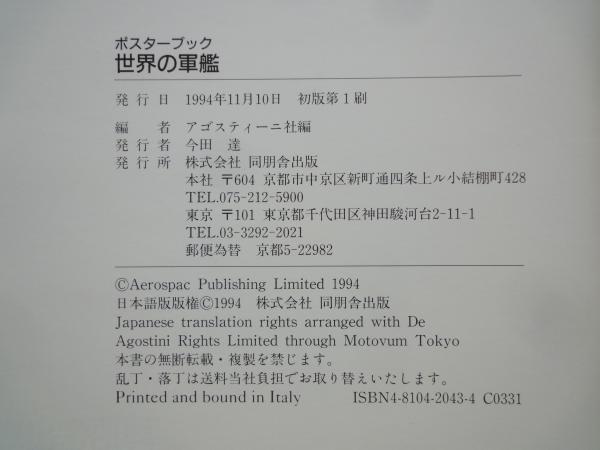 ポスターブック
世界の軍艦
発行日 1994年11月10日 初版第1刷
編者 アゴスティーニ社編
発行者 今田 達
発行所 株式会社 同朋舎出版
本社 〒604 京都市中京区新町通四条上ル小結棚町428
TEL.075-212-5900
東京 〒101 東京都千代田区神田駿河台2-11-1
TEL.03-3292-2021
郵便為替 京都5-22982
©Aerospac Publishing Limited 1994
日本語版版権©1994 株式会社 同朋舎出版
Japanese translation rights arranged with De
Agostini Rights Limited through Motovum Tokyo
本書の無断転載・複製を禁じます。
乱丁・落丁は送料当社負担でお取り替えいたします。
Printed and bound in Italy ISBN4-8104-2043-4 C0331